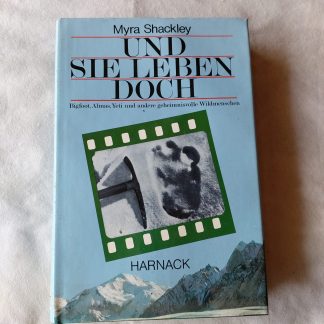 Myra Shackley
UND
SIE LEBEN
DOCH
Bigfoot, Almas, Yeti und andere geheimnisvolle Wildmenschen
HARNACK